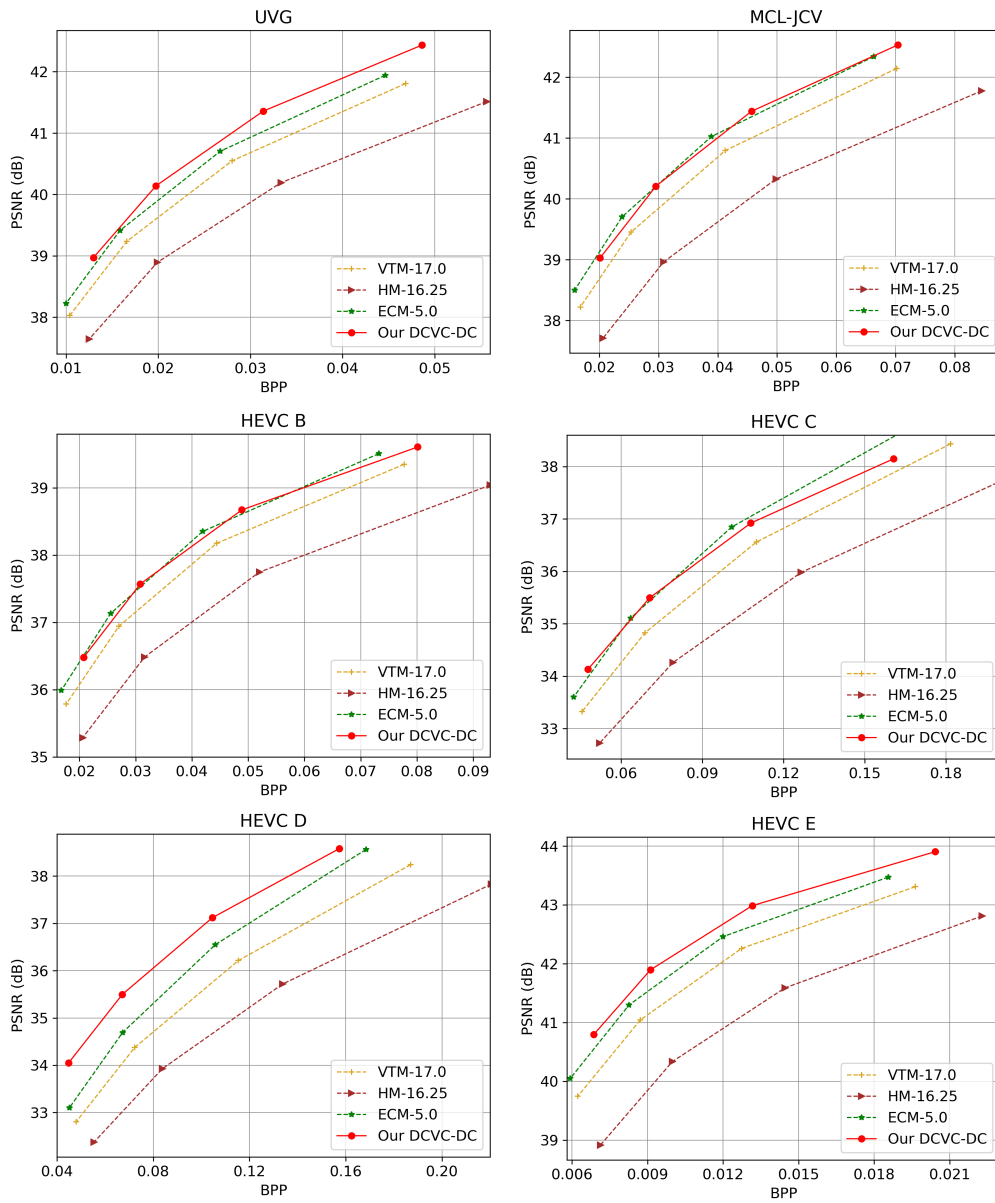 UVG
PSNR (dB)
42
41
40
39
38
0.01 0.02 0.03 0.04 0.05
BPP
VTM-17.0
HM-16.25
ECM-5.0
Our DCVC-DC
MCL-JCV
PSNR (dB)
42
41
40
39
38
0.02 0.03 0.04 0.05 0.06 0.07 0.08
BPP
VTM-17.0
HM-16.25
ECM-5.0
Our DCVC-DC
HEVC B
PSNR (dB)
39
38
37
36
35
0.02 0.03 0.04 0.05 0.06 0.07 0.08 0.09
BPP
VTM-17.0
HM-16.25
ECM-5.0
Our DCVC-DC
HEVC C
PSNR (dB)
38
37
36
35
34
33
0.06 0.09 0.12 0.15 0.18
BPP
VTM-17.0
HM-16.25
ECM-5.0
Our DCVC-DC
HEVC D
PSNR (dB)
38
37
36
35
34
33
0.04 0.08 0.12 0.16 0.20
BPP
VTM-17.0
HM-16.25
ECM-5.0
Our DCVC-DC
HEVC E
PSNR (dB)
44
43
42
41
40
39
0.006 0.009 0.012 0.015 0.018 0.021
BPP
VTM-17.0
HM-16.25
ECM-5.0
Our DCVC-DC